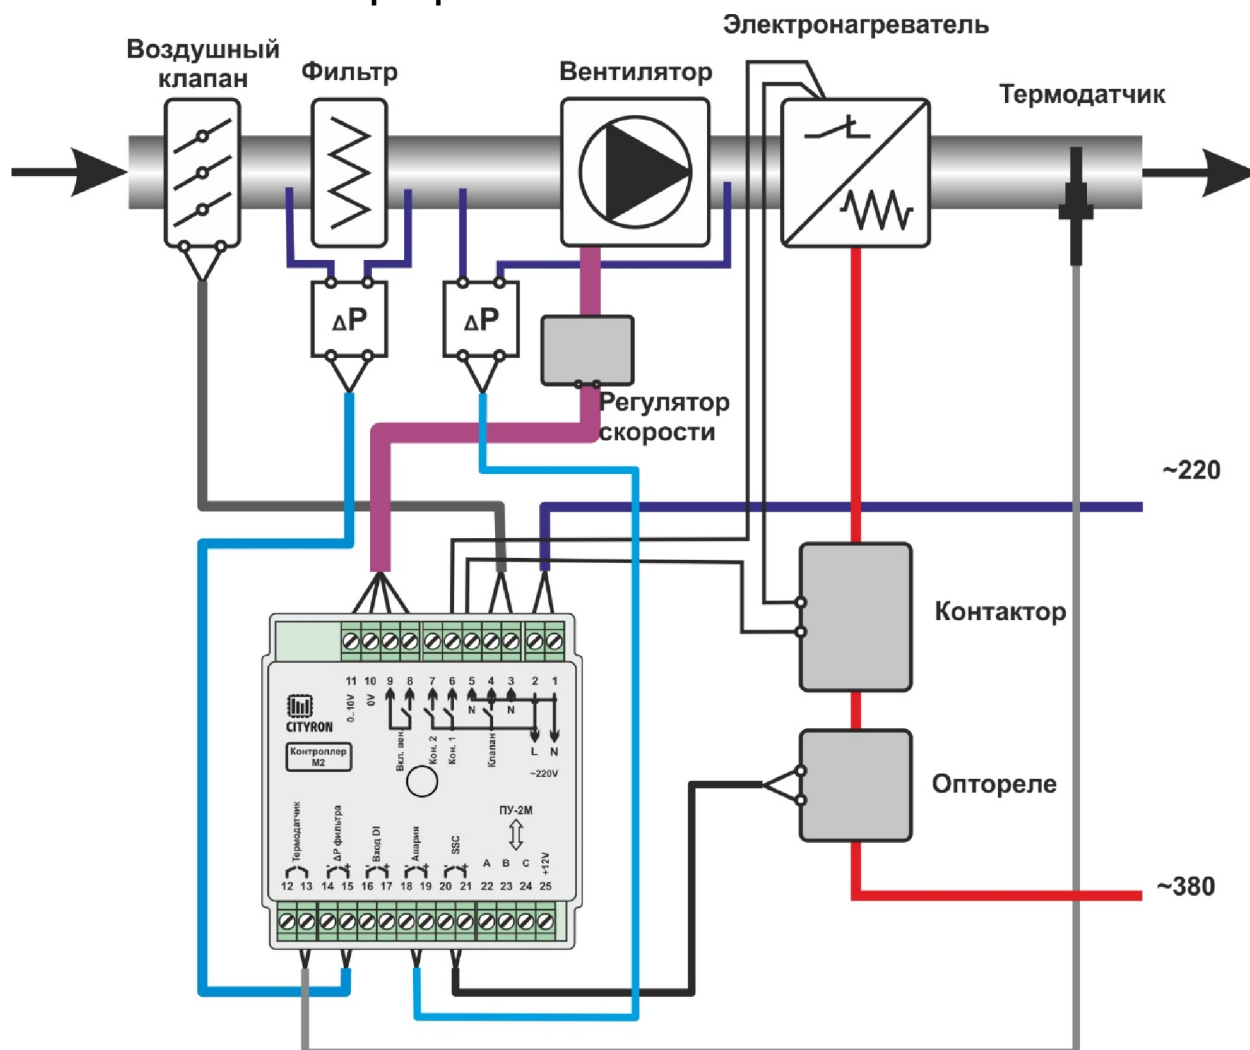 Электронагреватель
Воздушный
клапан
Фильтр
Вентилятор
Термодатчик
ΔP
ΔP
Регулятор
скорости
~220
Контактор
11 10 9 8 7 6 5 4 3 2 1
0..10V
0V
N
N
Вкл. вен.
Кон. 2
Кон. 1
Клапан
L N
~220V
CITYRON
Контроллер
М2
Оптореле
ПУ-2М
Термодатчик
ΔP фильтра
Вход DI
Авария
SSC
A B C
+12V
12 13 14 15 16 17 18 19 20 21 22 23 24 25
~380